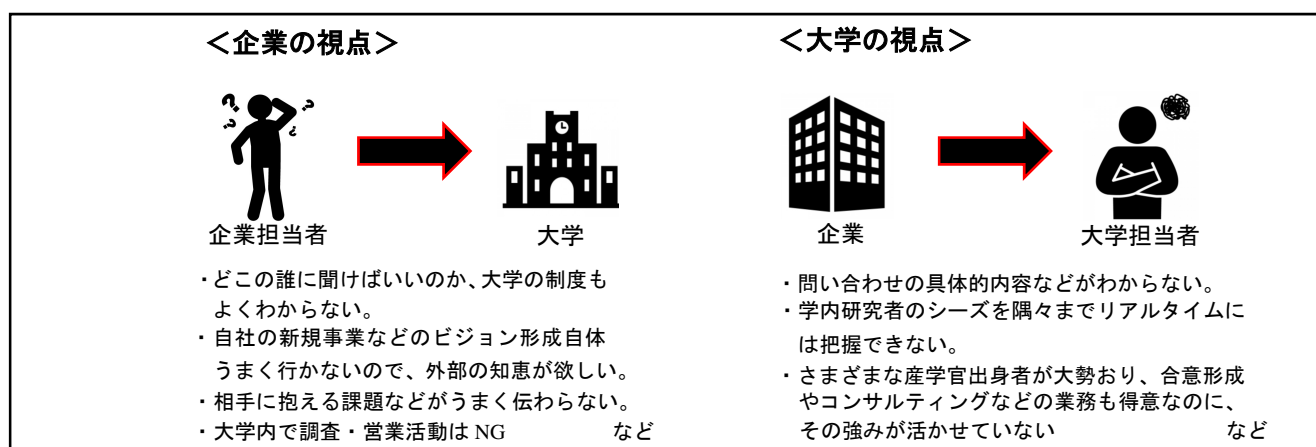 <企業の視点>
企業担当者
大学
・どこの誰に聞けばいいのか、大学の制度も
よくわからない。
・自社の新規事業などのビジョン形成自体
うまく行かないので、外部の知恵が欲しい。
・相手に抱える課題などがうまく伝わらない。
・大学内で調査・営業活動は NG など
<大学の視点>
企業
大学担当者
・問い合わせの具体的内容などがわからない。
・学内研究者のシーズを隅々までリアルタイムに
は把握できない。
・さまざまな産学官出身者が大勢おり、合意形成
やコンサルティングなどの業務も得意なのに、
その強みが活かせていない など